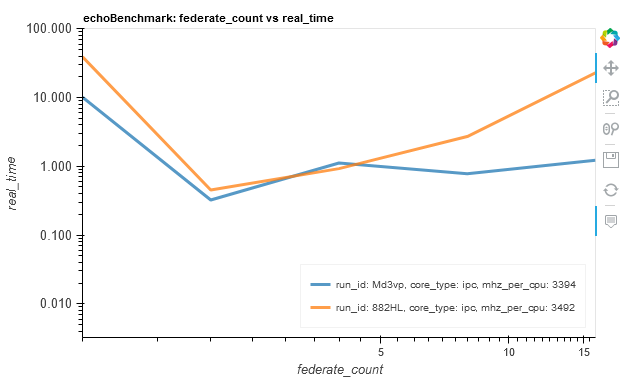 echoBenchmark: federate_count vs real_time
100.000
10.000
1.000
0.100
0.010
real_time
run_id: Md3vp, core_type: ipc, mhz_per_cpu: 3394
run_id: 882HL, core_type: ipc, mhz_per_cpu: 3492
5
10
15
federate_count